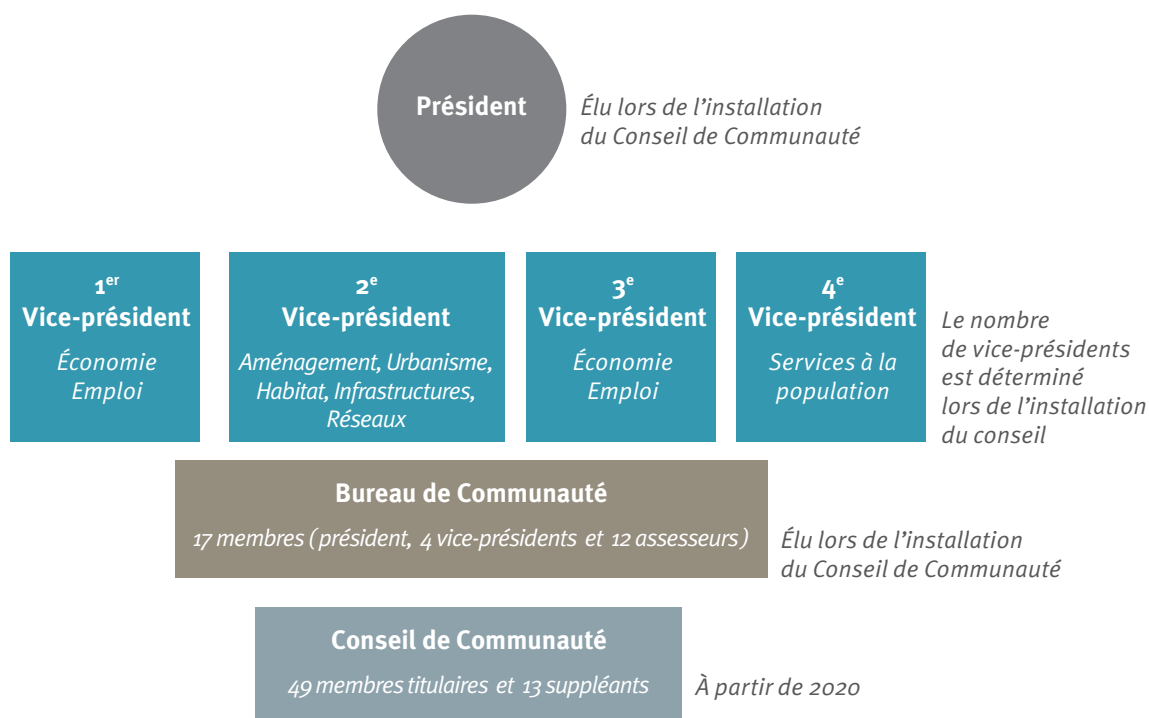 Président
Élu lors de l’installation
du Conseil de Communauté
1er
Vice-président
Économie
Emploi
2e
Vice-président
Aménagement, Urbanisme,
Habitat, Infrastructures,
Réseaux
3e
Vice-président
Économie
Emploi
4e
Vice-président
Services à la
population
Le nombre
de vice-présidents
est déterminé
lors de l’installation
du conseil
Bureau de Communauté
17 membres (président, 4 vice-présidents et 12 assesseurs)
Élu lors de l’installation
du Conseil de Communauté
Conseil de Communauté
49 membres titulaires et 13 suppléants
À partir de 2020